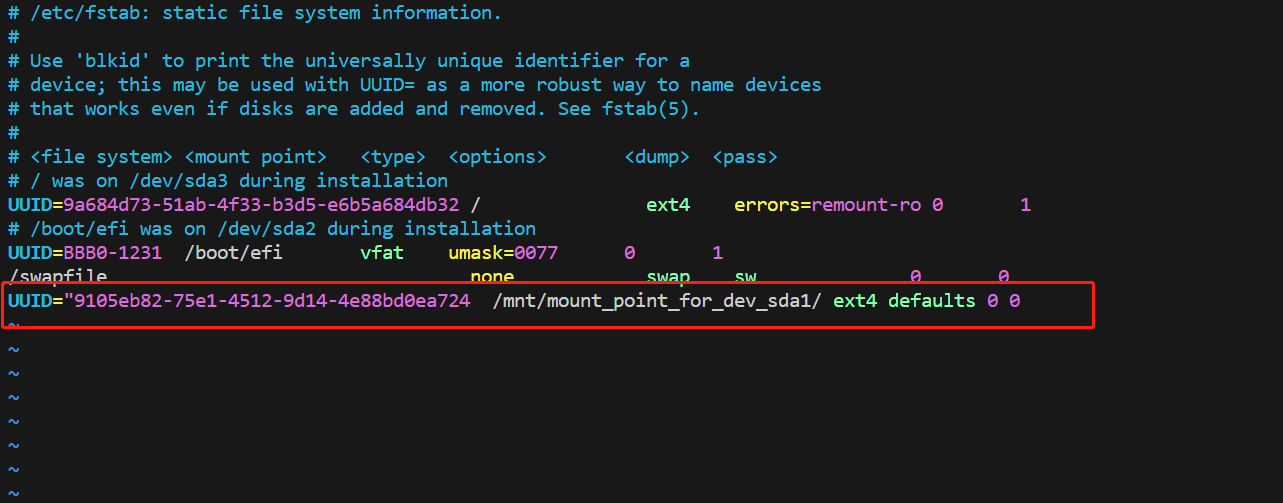 # /etc/fstab: static file system information.
#
# Use 'blkid' to print the universally unique identifier for a
# device; this may be used with UUID= as a more robust way to name devices
# that works even if disks are added and removed. See fstab(5).
#
# <file system> <mount point>   <type>  <options>       <dump>  <pass>
# / was on /dev/sda3 during installation
UUID=9a684d73-51ab-4f33-b3d5-e6b5a684db32 /               ext4    errors=remount-ro 0       1
# /boot/efi was on /dev/sda2 during installation
UUID=BBB0-1231  /boot/efi       vfat    umask=0077      0       1
/swapfile                                 none            swap    sw              0       0
UUID="9105eb82-75e1-4512-9d14-4e88bd0ea724  /mnt/mount_point_for_dev_sda1/ ext4 defaults 0 0
~
~
~
~
~
~
~
~